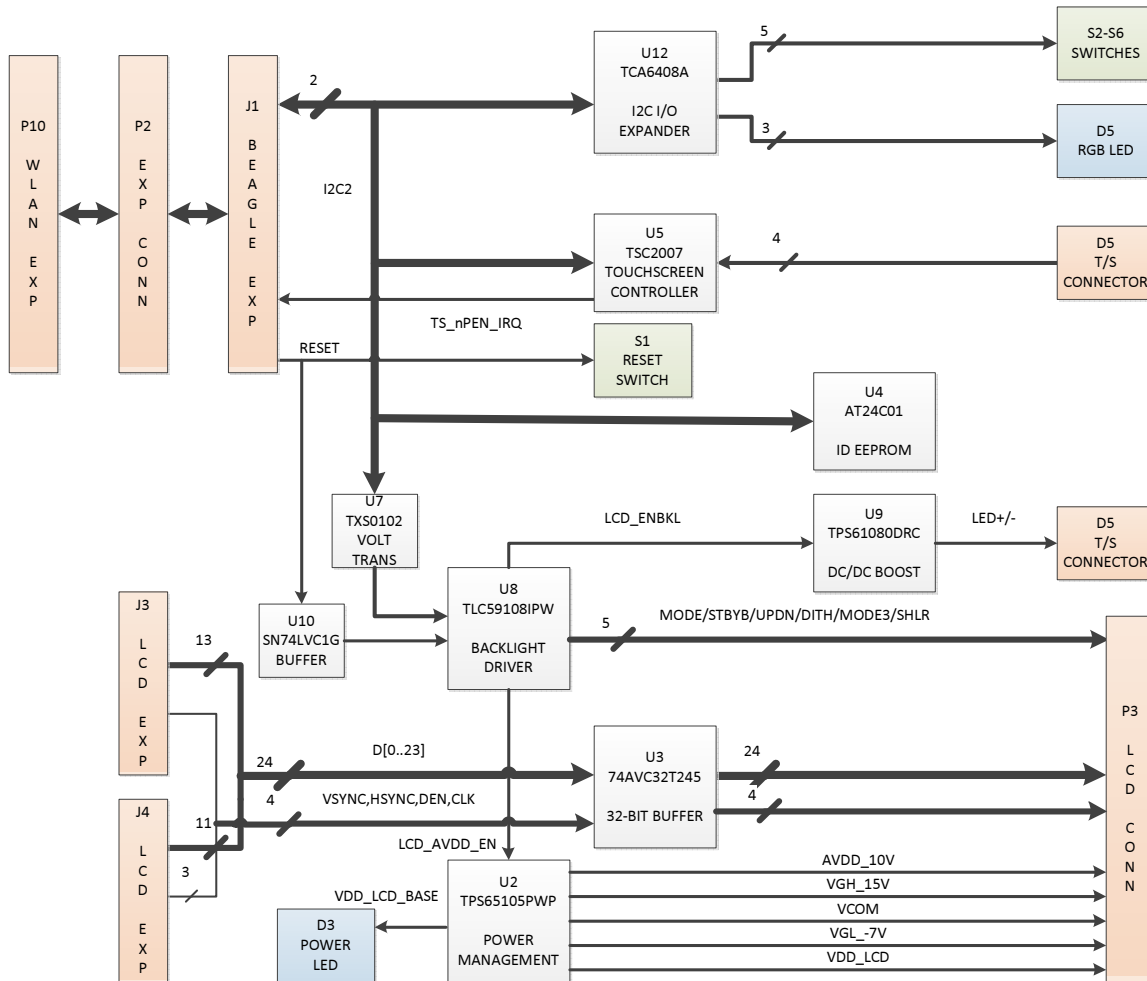 P10
W
L
A
N
E
X
P
P2
E
X
P
C
O
N
N
J1
B
E
A
G
L
E
E
X
P
2
I2C2
U12
TCA6408A
I2C I/O
EXPANDER
5
3
S2-S6
SWITCHES
D5
RGB LED
U5
TSC2007
TOUCHSCREEN
CONTROLLER
4
D5
T/S
CONNECTOR
TS_nPEN_IRQ
RESET
S1
RESET
SWITCH
U4
AT24C01
ID EEPROM
U7
TXS0102
VOLT
TRANS
LCD_ENBKL
U9
TPS61080DRC
DC/DC BOOST
LED+/-
D5
T/S
CONNECTOR
U10
SN74LVC1G
BUFFER
U8
TLC59108IPW
BACKLIGHT
DRIVER
MODE/STBYB/UPDN/DITH/MODE3/SHLR
5
J3
L
C
D
E
X
P
13
24
D[0..23]
4
VSYNC,HSYNC,DEN,CLK
U3
74AVC32T245
32-BIT BUFFER
24
4
P3
L
C
D
C
O
N
N
J4
L
C
D
E
X
P
11
3
LCD_AVDD_EN
VDD_LCD_BASE
D3
POWER
LED
U2
TPS65105PWP
POWER
MANAGEMENT
AVDD_10V
VGH_15V
VCOM
VGL_-7V
VDD_LCD